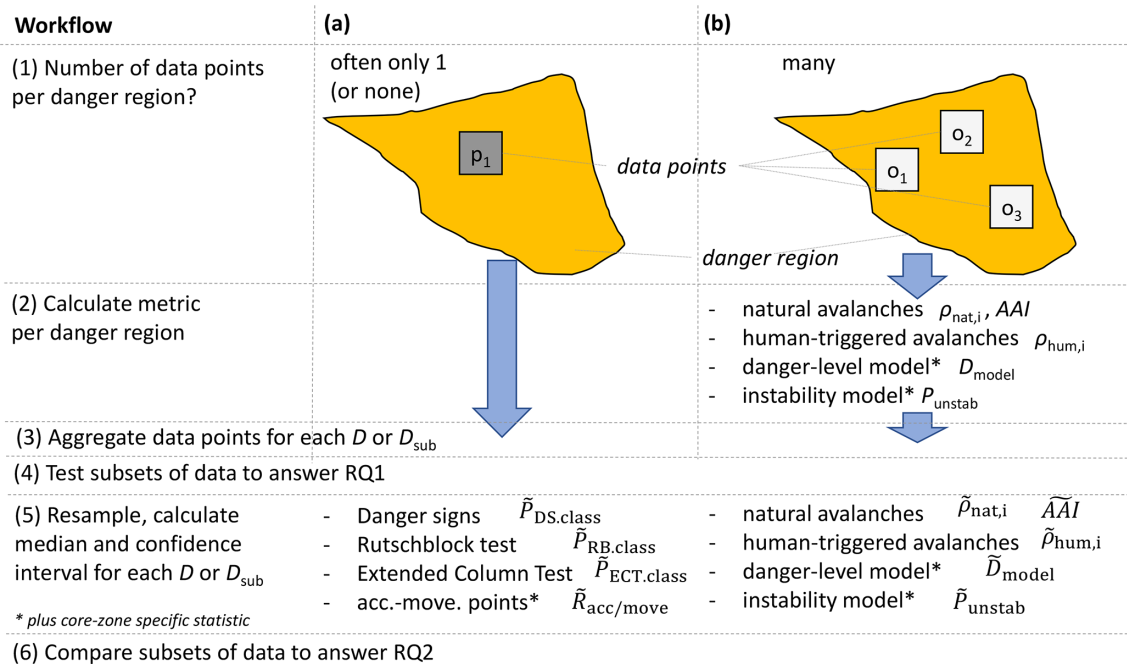 Workflow
(a)
(b)
(1) Number of data points
per danger region?
often only 1
(or none)
many
p1
o1
o2
o3
data points
danger region
(2) Calculate metric
per danger region
- natural avalanches ρnat,i , AAI
- human-triggered avalanches ρhum,i
- danger-level model* Dmodel
- instability model* Punstab
(3) Aggregate data points for each D or Dsub
(4) Test subsets of data to answer RQ1
(5) Resample, calculate
median and confidence
interval for each D or Dsub
* plus core-zone specific statistic
- Danger signs P̃DS.class
- Rutschblock test P̃RB.class
- Extended Column Test P̃ECT.class
- acc.-move. points* R̃acc/move
- natural avalanches ρ̃nat,i ÃAI
- human-triggered avalanches ρ̃hum,i
- danger-level model* D̃model
- instability model* P̃unstab
(6) Compare subsets of data to answer RQ2